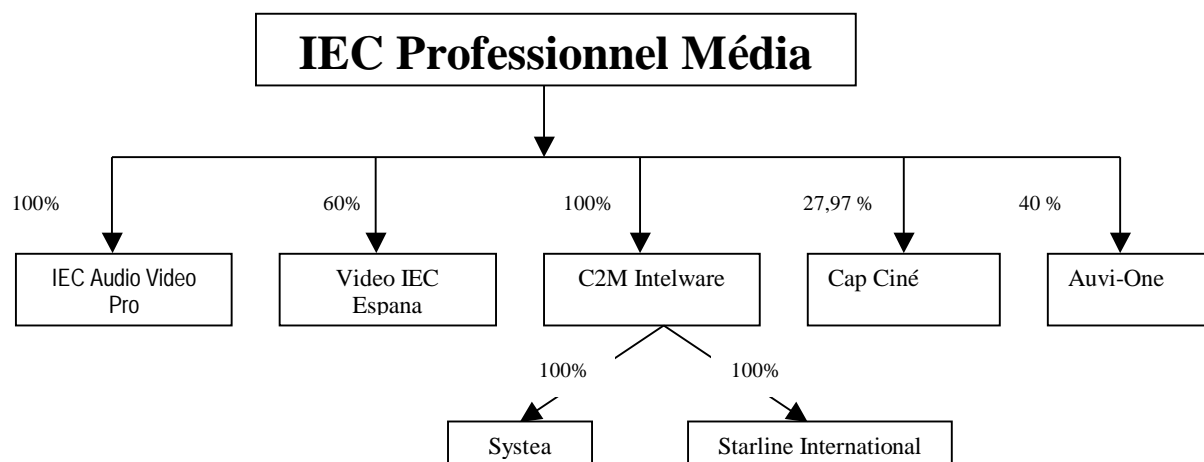 IEC Professionnel Média
100%
60%
100%
27,97 %
40 %
IEC Audio Video
Pro
Video IEC
Espana
C2M Intelware
Cap Ciné
Auvi-One
100%
100%
Systea
Starline International